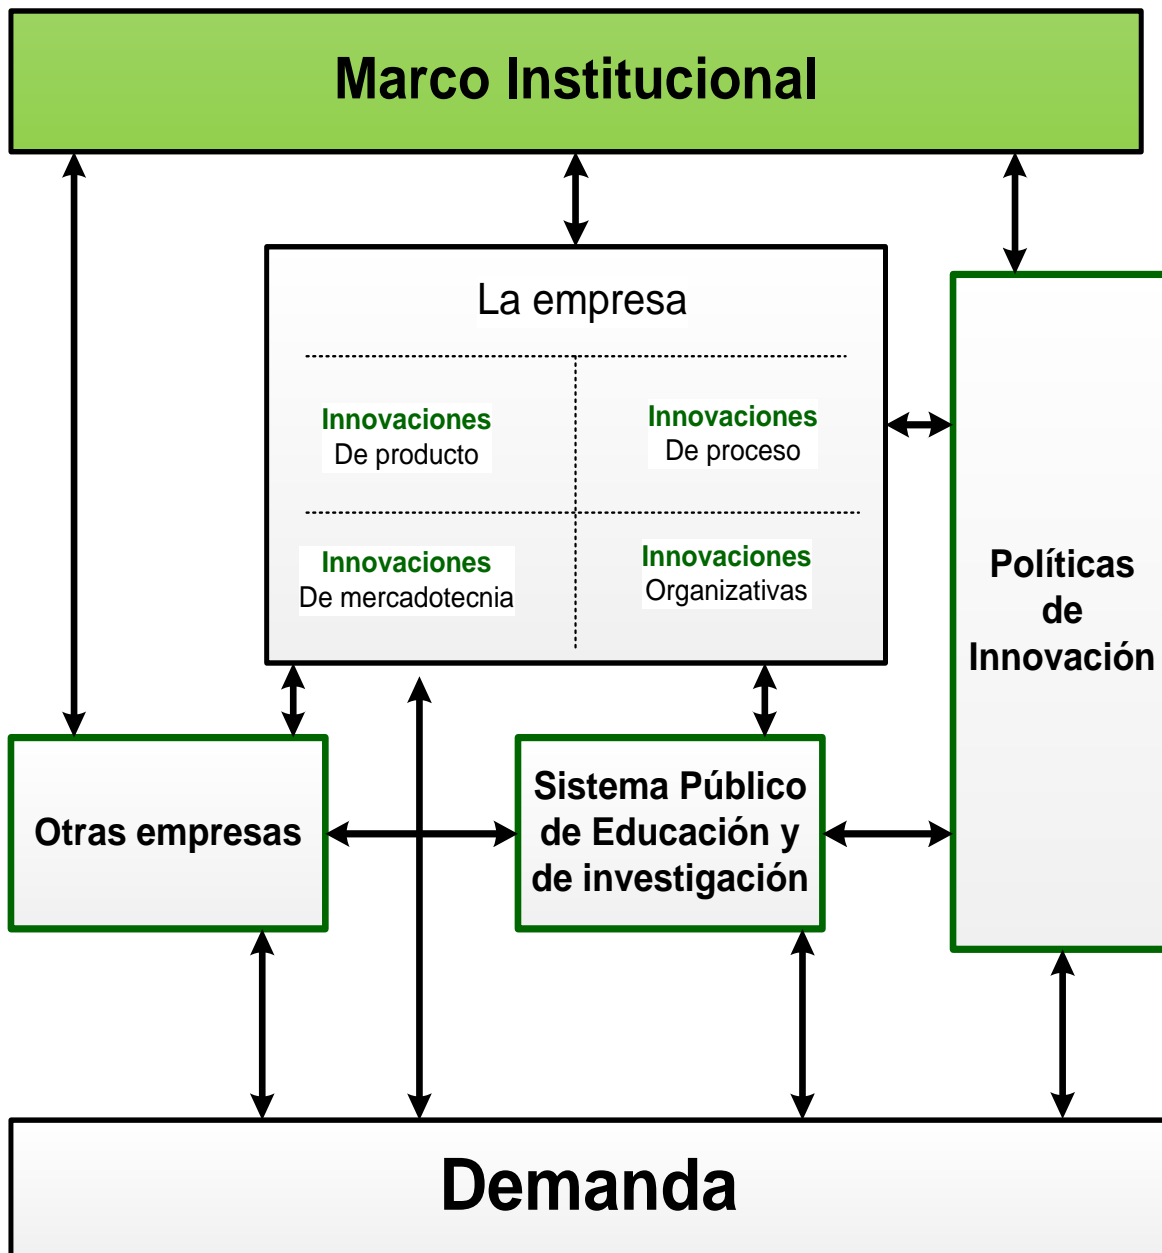 Marco Institucional
La empresa
Innovaciones
De producto
Innovaciones
De proceso
Innovaciones
De mercadotecnia
Innovaciones
Organizativas
Políticas
de
Innovación
Otras empresas
Sistema Público
de Educación y
de investigación
Demanda